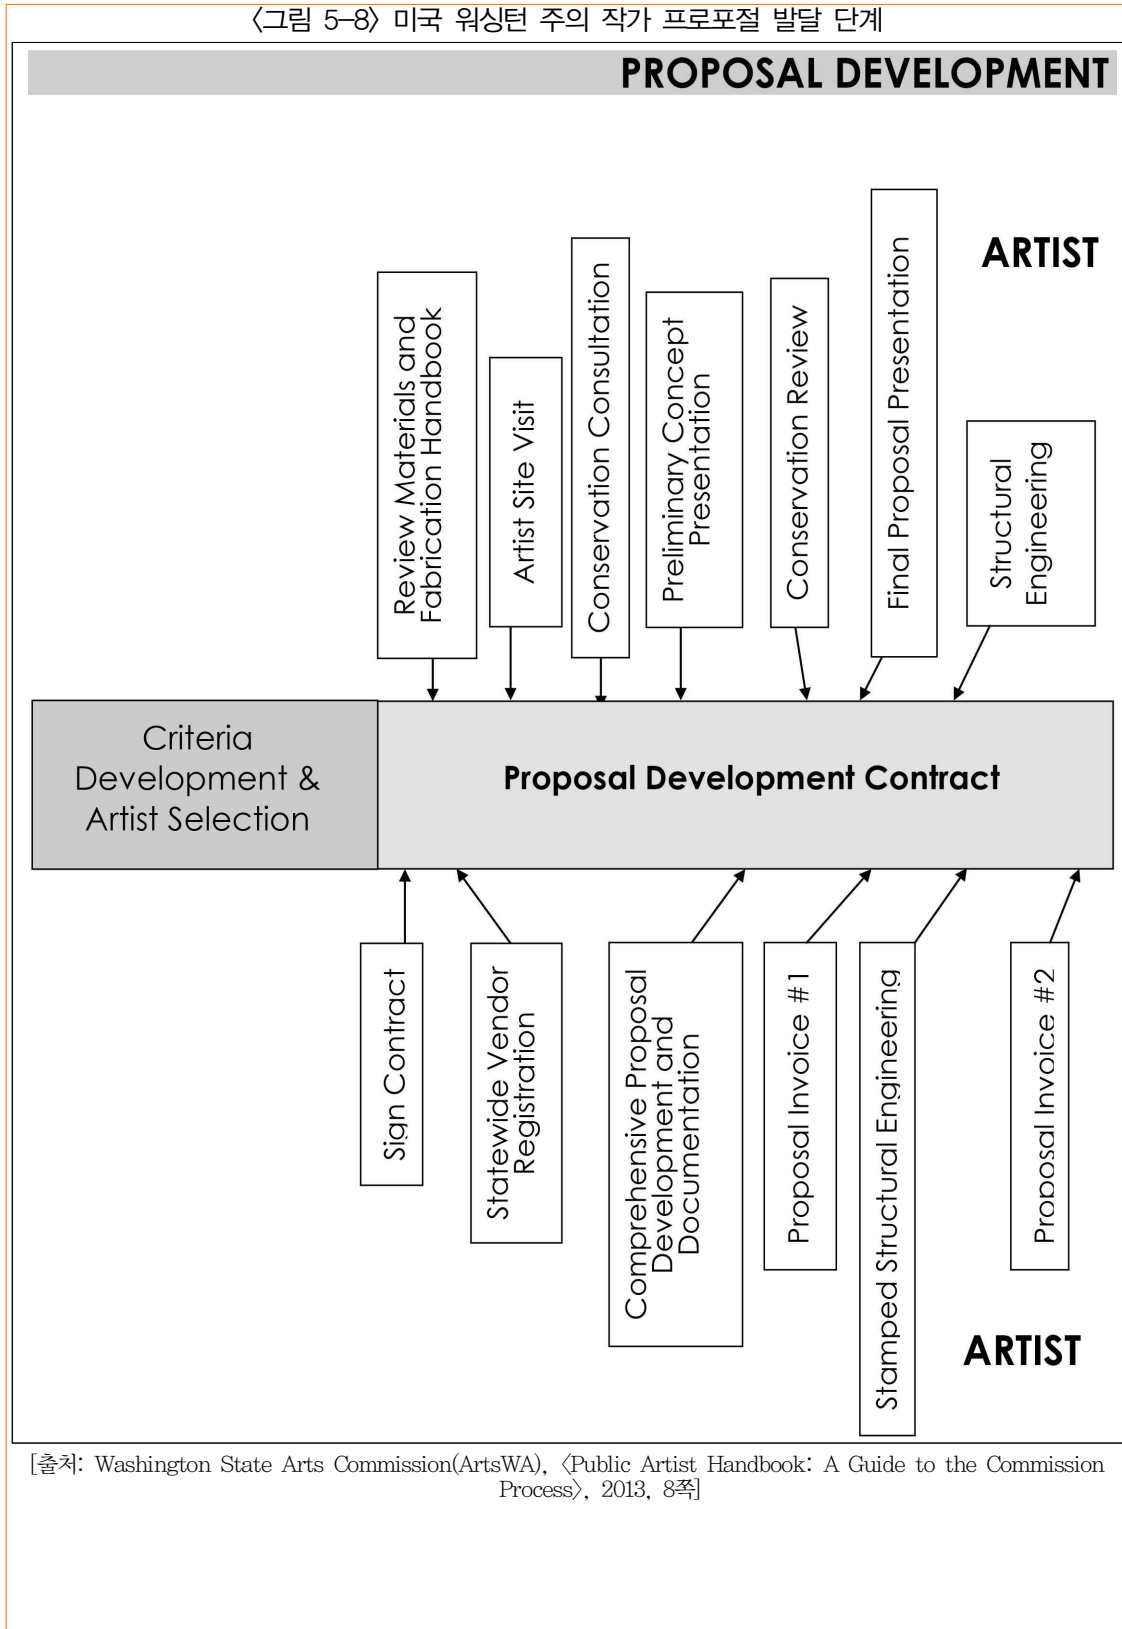 〈그림 5-8〉 미국 워싱턴 주의 작가 프로포절 발달 단계
PROPOSAL DEVELOPMENT
ARTIST
Review Materials and
Fabrication Handbook
Artist Site Visit
Conservation Consultation
Preliminary Concept
Presentation
Conservation Review
Final Proposal Presentation
Structural
Engineering
Criteria
Development &
Artist Selection
Proposal Development Contract
Sign Contract
Statewide Vendor
Registration
Comprehensive Proposal
Development and
Documentation
Proposal Invoice #1
Stamped Structural Engineering
Proposal Invoice #2
ARTIST
[출처: Washington State Arts Commission(ArtsWA), 〈Public Artist Handbook: A Guide to the Commission
Process〉, 2013, 8쪽]